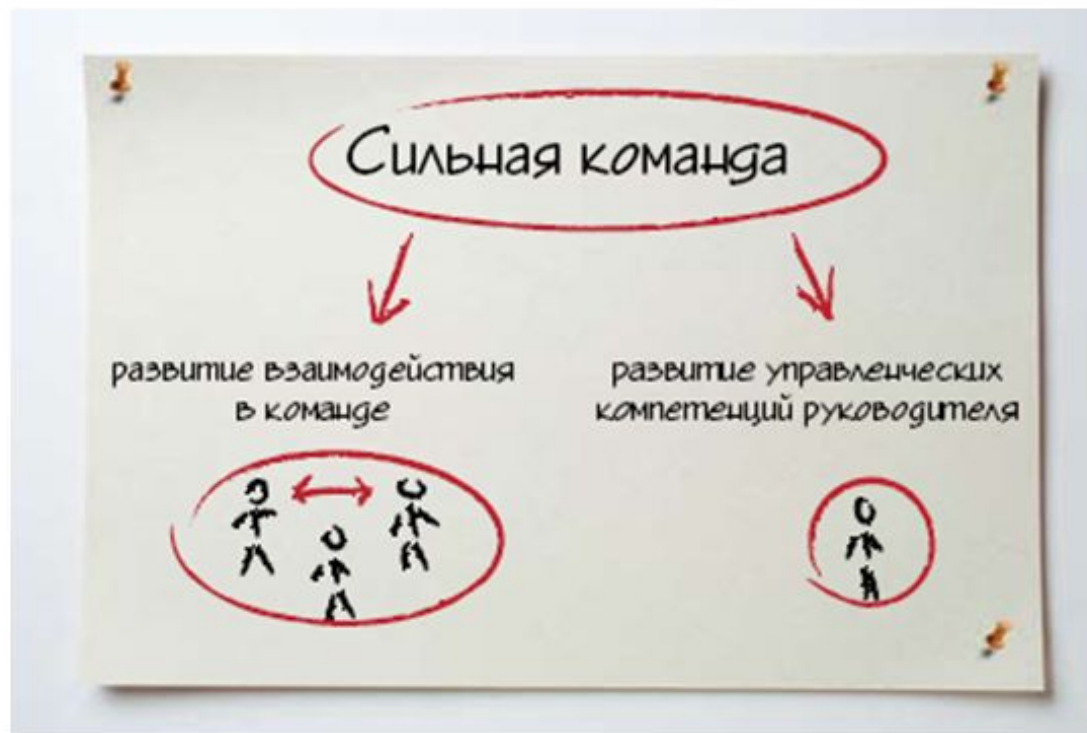 Сильная команда
развитие взаимодействия
в команде
развитие управленческих
компетенций руководителя